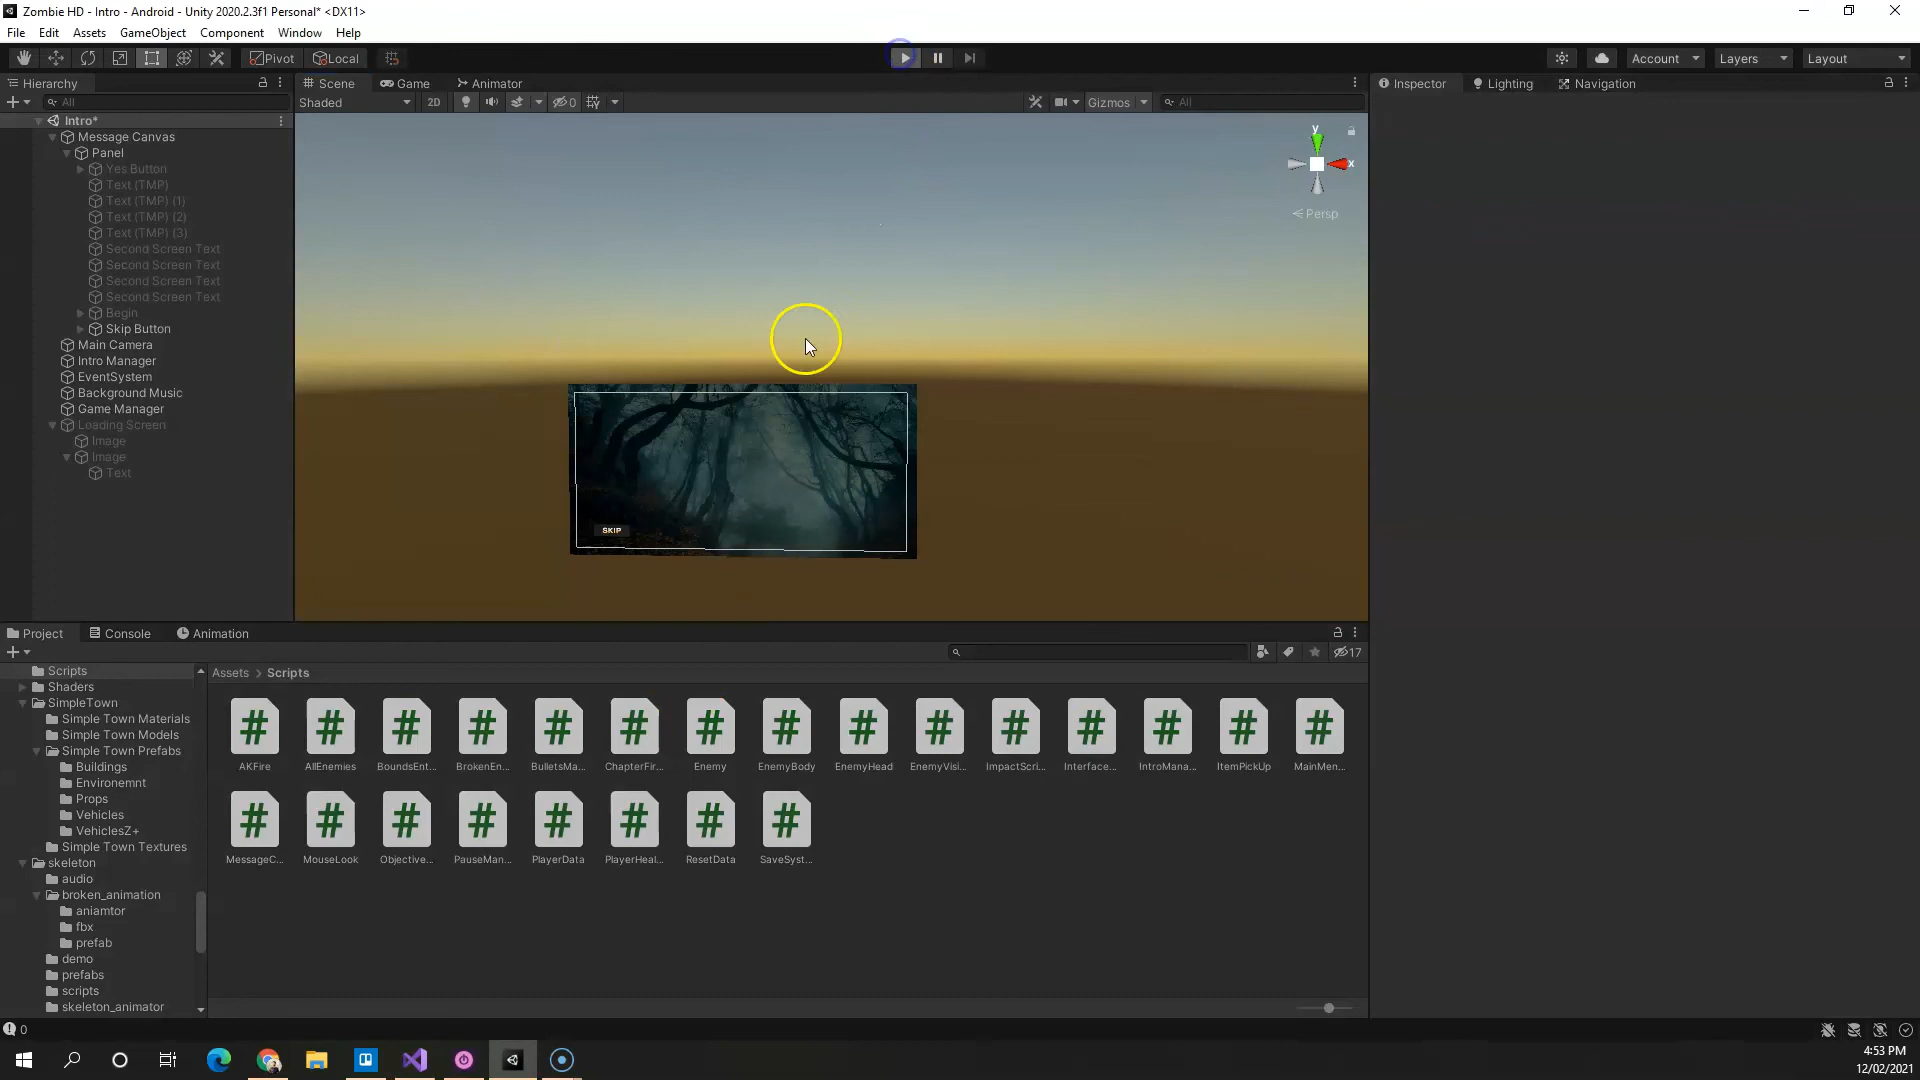 Zombie HD - Intro - Android - Unity 2020.2.3f1 Personal* <DX11>
File Edit Assets GameObject Component Window Help
Pivot Local Account Layers Layout
Hierarchy Scene Game Animator Inspector Lighting Navigation
All Shaded 2D 0 Gizmos All
Intro*
Message Canvas
Panel
Yes Button
Text (TMP)
Text (TMP) (1)
Text (TMP) (2)
Text (TMP) (3)
Second Screen Text
Second Screen Text
Second Screen Text
Second Screen Text
Begin
Skip Button
Main Camera
Intro Manager
EventSystem
Background Music
Game Manager
Loading Screen
Image
Image
Text
y
x
Persp
SKIP
Project Console Animation
17
Scripts
Shaders
SimpleTown
Simple Town Materials
Simple Town Models
Simple Town Prefabs
Buildings
Environemnt
Props
Vehicles
VehiclesZ+
Simple Town Textures
skeleton
audio
broken_animation
aniamtor
fbx
prefab
demo
prefabs
scripts
skeleton_animator
Assets > Scripts
AKFire AllEnemies BoundsEnt... BrokenEn... BulletsMa... ChapterFir... Enemy EnemyBody EnemyHead EnemyVisi... ImpactScri... Interface... IntroMana... ItemPickUp MainMen...
MessageC... MouseLook Objective... PauseMan... PlayerData PlayerHeal... ResetData SaveSyst...
0
4:53 PM
12/02/2021